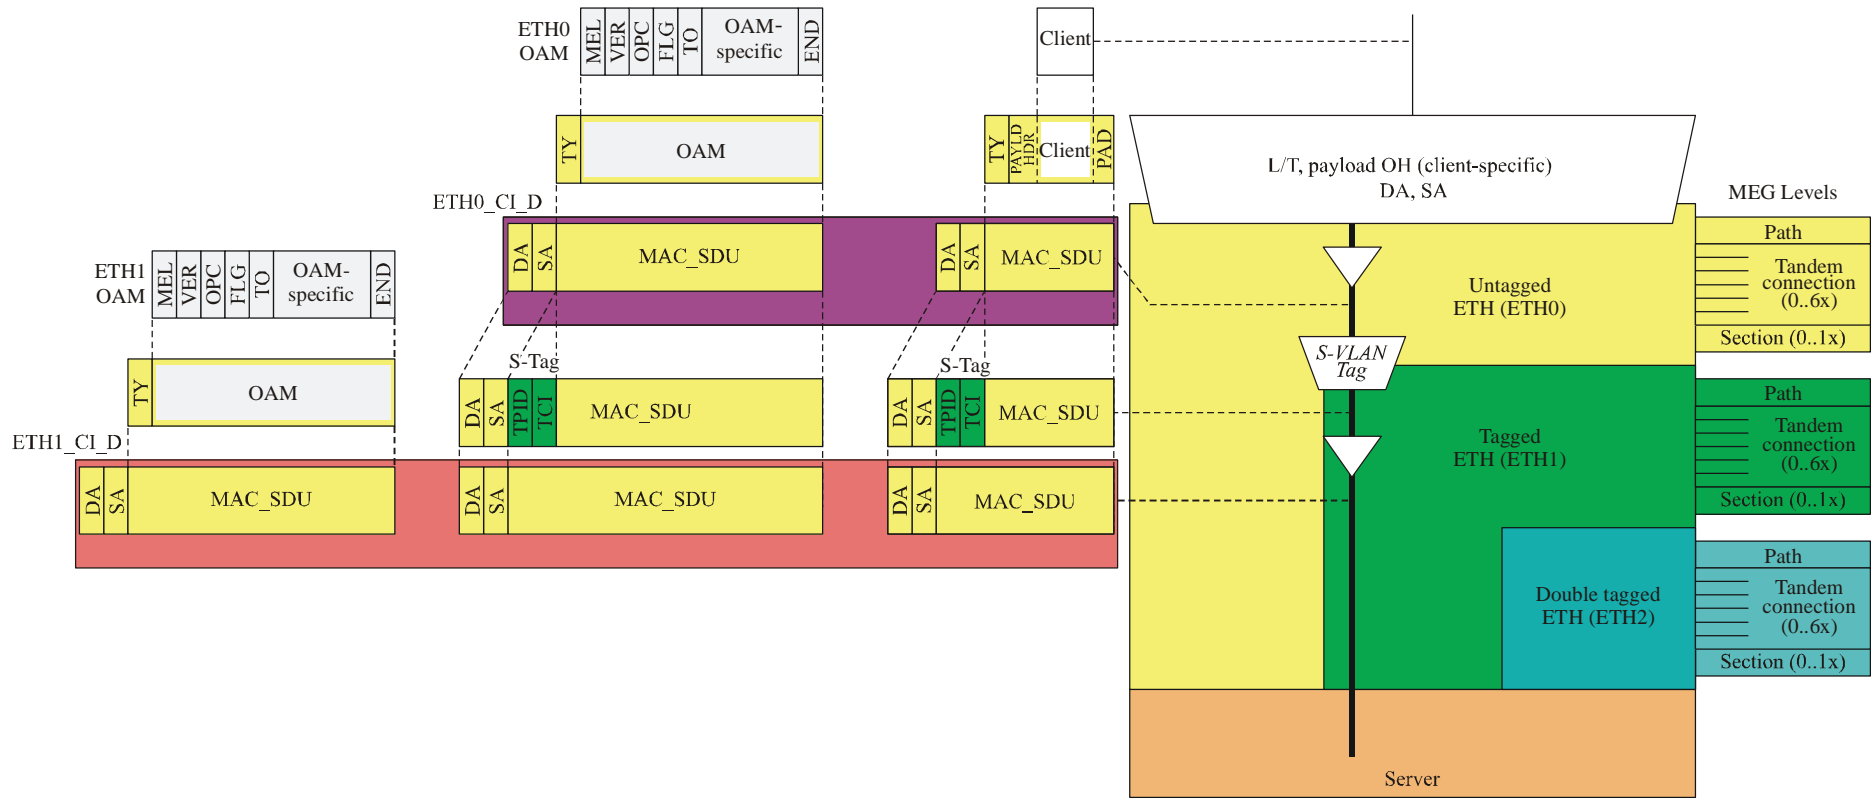 ETH0
OAM
MEL
VER
OPC
FLG
TO
OAM-
specific
END
Client
TY
OAM
TY
PAYLD
HDR
Client
PAD
L/T, payload OH (client-specific)
DA, SA
MEG Levels
ETH0_CI_D
DA
SA
MAC_SDU
DA
SA
MAC_SDU
Untagged
ETH (ETH0)
Path
Tandem
connection
(0..6x)
Section (0..1x)
ETH1
OAM
MEL
VER
OPC
FLG
TO
OAM-
specific
END
TY
OAM
S-Tag
DA
SA
TPID
TCI
MAC_SDU
S-Tag
DA
SA
TPID
TCI
MAC_SDU
S-VLAN
Tag
Tagged
ETH (ETH1)
Path
Tandem
connection
(0..6x)
Section (0..1x)
ETH1_CI_D
DA
SA
MAC_SDU
DA
SA
MAC_SDU
DA
SA
MAC_SDU
Double tagged
ETH (ETH2)
Path
Tandem
connection
(0..6x)
Section (0..1x)
Server